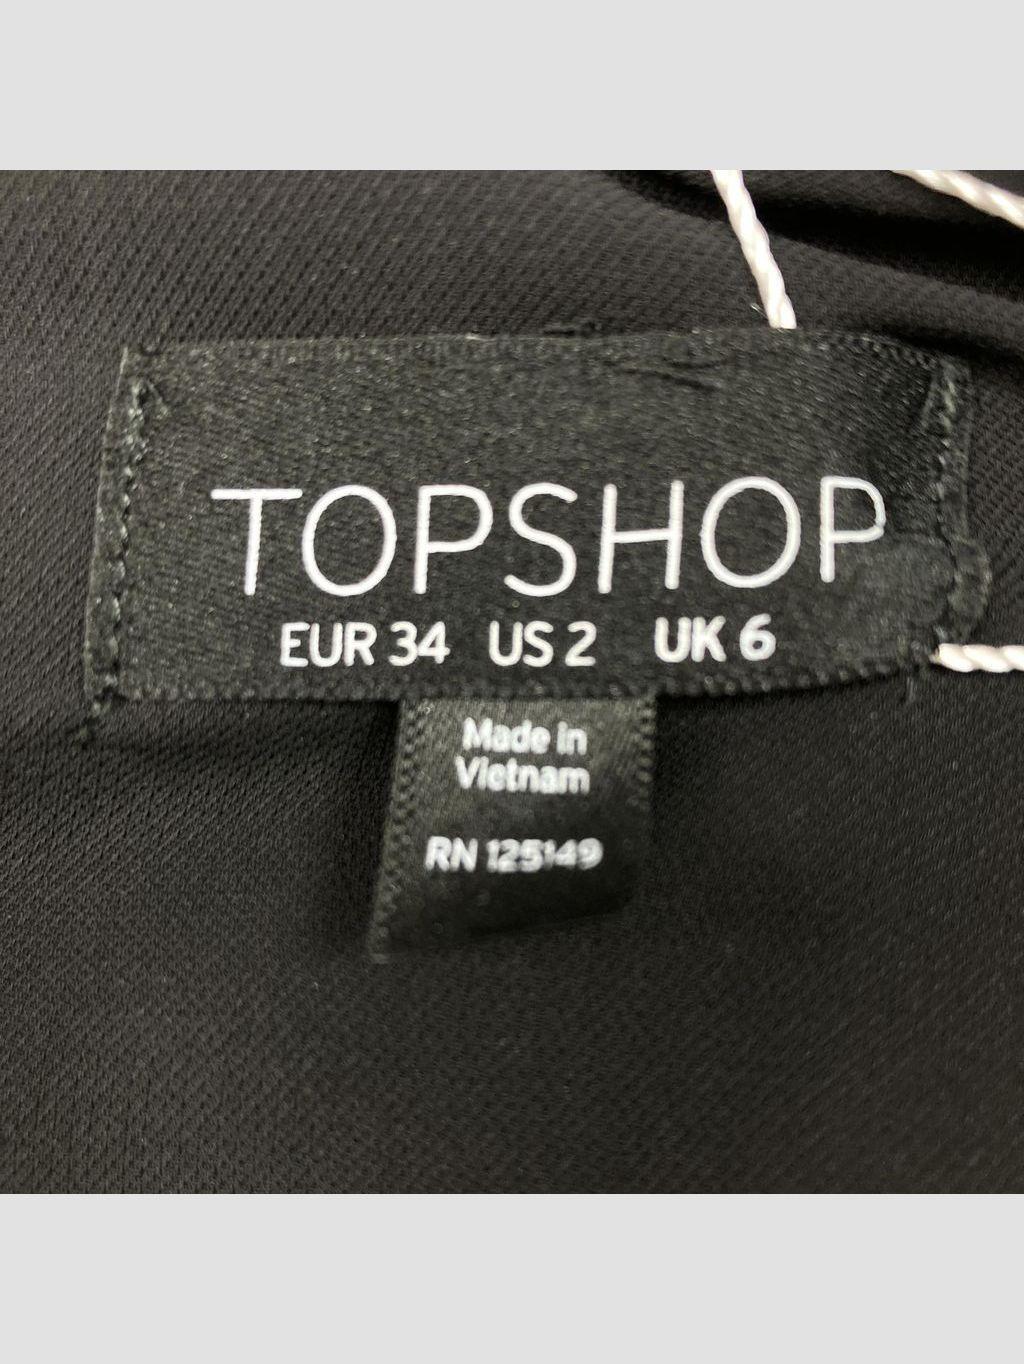 TOPSHOP
EUR 34 US 2 UK 6
Made in
Vietnam
RN 125149